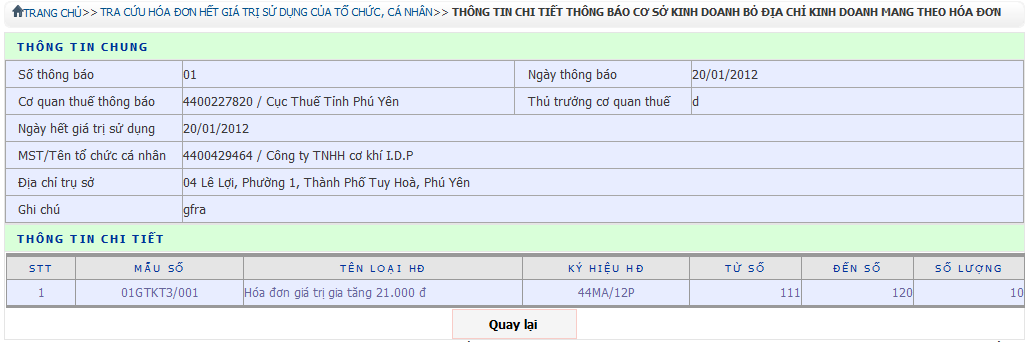 TRANG CHỦ>> TRA CỨU HÓA ĐƠN HẾT GIÁ TRỊ SỬ DỤNG CỦA TỔ CHỨC, CÁ NHÂN>> THÔNG TIN CHI TIẾT THÔNG BÁO CƠ SỞ KINH DOANH BỎ ĐỊA CHỈ KINH DOANH MANG THEO HÓA ĐƠN
THÔNG TIN CHUNG
Số thông báo 01 Ngày thông báo 20/01/2012
Cơ quan thuế thông báo 4400227820 / Cục Thuế Tỉnh Phú Yên Thủ trưởng cơ quan thuế d
Ngày hết giá trị sử dụng 20/01/2012
MST/Tên tổ chức cá nhân 4400429464 / Công ty TNHH cơ khí I.D.P
Địa chỉ trụ sở 04 Lê Lợi, Phường 1, Thành Phố Tuy Hoà, Phú Yên
Ghi chú gfra
THÔNG TIN CHI TIẾT
STT MẪU SỐ TÊN LOẠI HĐ KÝ HIỆU HĐ TỪ SỐ ĐẾN SỐ SỐ LƯỢNG
1 01GTKT3/001 Hóa đơn giá trị gia tăng 21.000 đ 44MA/12P 111 120 10
Quay lại